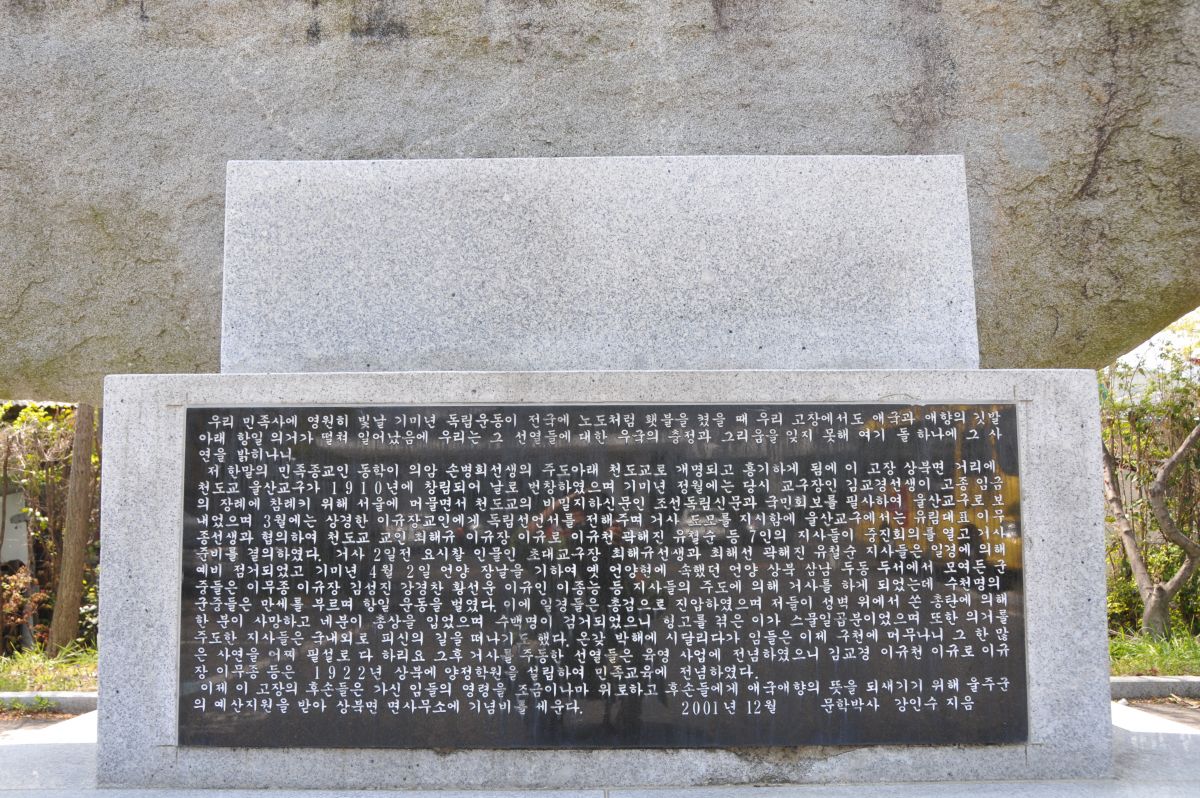 우리 민족사에 영원히 빛날 기미년 독립운동이 전국에 노도처럼 횃불을 켰을 때 우리 고장에서도 애국과 애향의 깃발
아래 항일 의거가 떨쳐 일어났음에 우리는 그 선열들에 대한 우국의 충정과 그리움을 잊지 못해 여기 돌 하나에 그 사
연을 밝히나니
저 한말의 민족종교인 동학이 의암 손병희선생의 주도아래 천도교로 개명되고 흥기하게 됨에 이 고장 상북면 거리에
천도교 울산교구가 1910년에 창립되어 날로 번창하였으며 기미년 정월에는 당시 교구장인 김교경선생이 고종 임금
의 장례에 참례키 위해 서울에 머물면서 천도교의 비밀지하신문인 조선독립신문과 국민회보를 필사하여 울산교구로 보
내었으며 3월에는 상경한 이규장교인에게 독립선언서를 전해주며 거사 도모를 지시함에 울산교구에서는 유림대표 이무
종선생과 협의하여 천도교 교인 최해규 이규장 이규로 이규천 곽해진 유철순 등 7인의 지사들이 궁진회의를 열고 거사
준비를 결의하였다. 거사 2일전 요시찰 인물인 초대교구장 최해규선생과 최해선 곽해진 유철순 지사들은 일경에 의해
예비 검거되었고 기미년 4월 2일 언양 장날을 기하여 옛 언양현에 속했던 언양 상북 삼남 두동 두서에서 모여든 군
중들은 이무종 이규장 김성진 강경찬 황선운 이규인 이종능 등 지사들의 주도에 의해 거사를 하게 되었는데 수천명의
군중들은 만세를 부르며 항일 운동을 벌였다. 이에 일경들은 총검으로 진압하였으며 저들이 성벽 위에서 쏜 총탄에 의해
한 분이 사망하고 네분이 총상을 입었으며 수백명이 검거되었으니 헝고를 겪은 이가 스물일곱분이었으며 또한 의거를
주도한 지사들은 국내외로 피신의 길을 떠나기도 했다. 온갖 박해에 시달리다가 임들은 이제 구천에 머무나니 그 한 많
은 사연을 어찌 필설로 다 하리요 그후 거사를 주동한 선열들은 육영 사업에 전념하였으니 김교경 이규천 이규로 이규
장 이무종 등은 1922년 상북에 양정학원을 설립하여 민족교육에 전념하였다.
이제 이 고장의 후손들은 가신 임들의 영령을 조금이나마 위로하고 후손들에게 애국애향의 뜻을 되새기기 위해 울주군
의 예산지원을 받아 상북면 면사무소에 기념비를 세운다. 2001년 12월 문학박사 강인수 지음